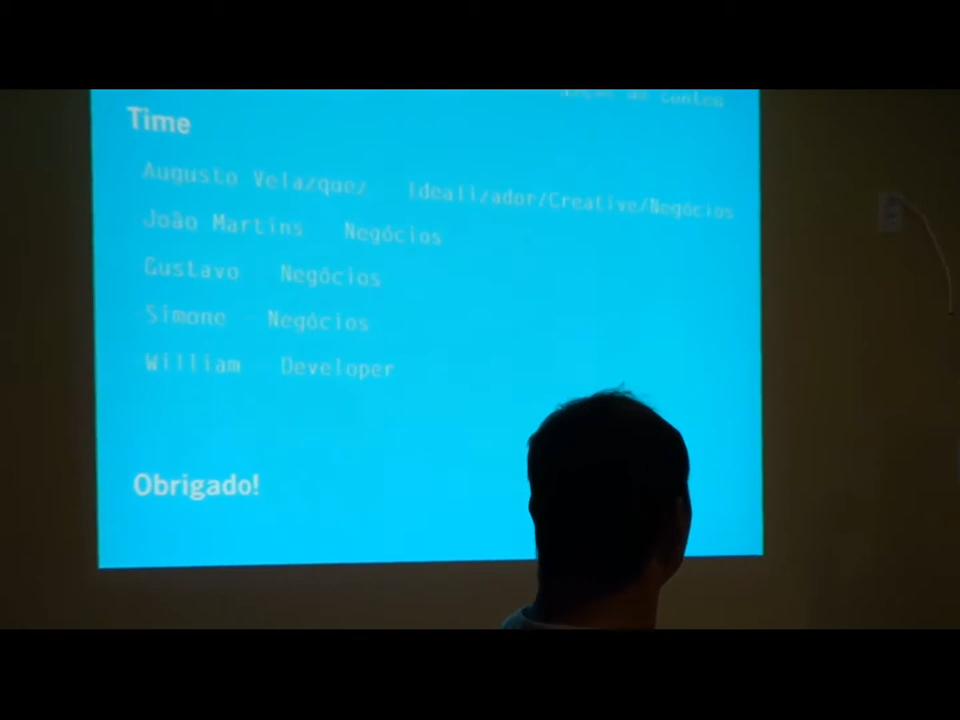 Time
Augusto Velazquez Idealizador/Creative/Negócios
João Martins Negócios
Gustavo Negócios
Simone Negócios
William Developer
Obrigado!